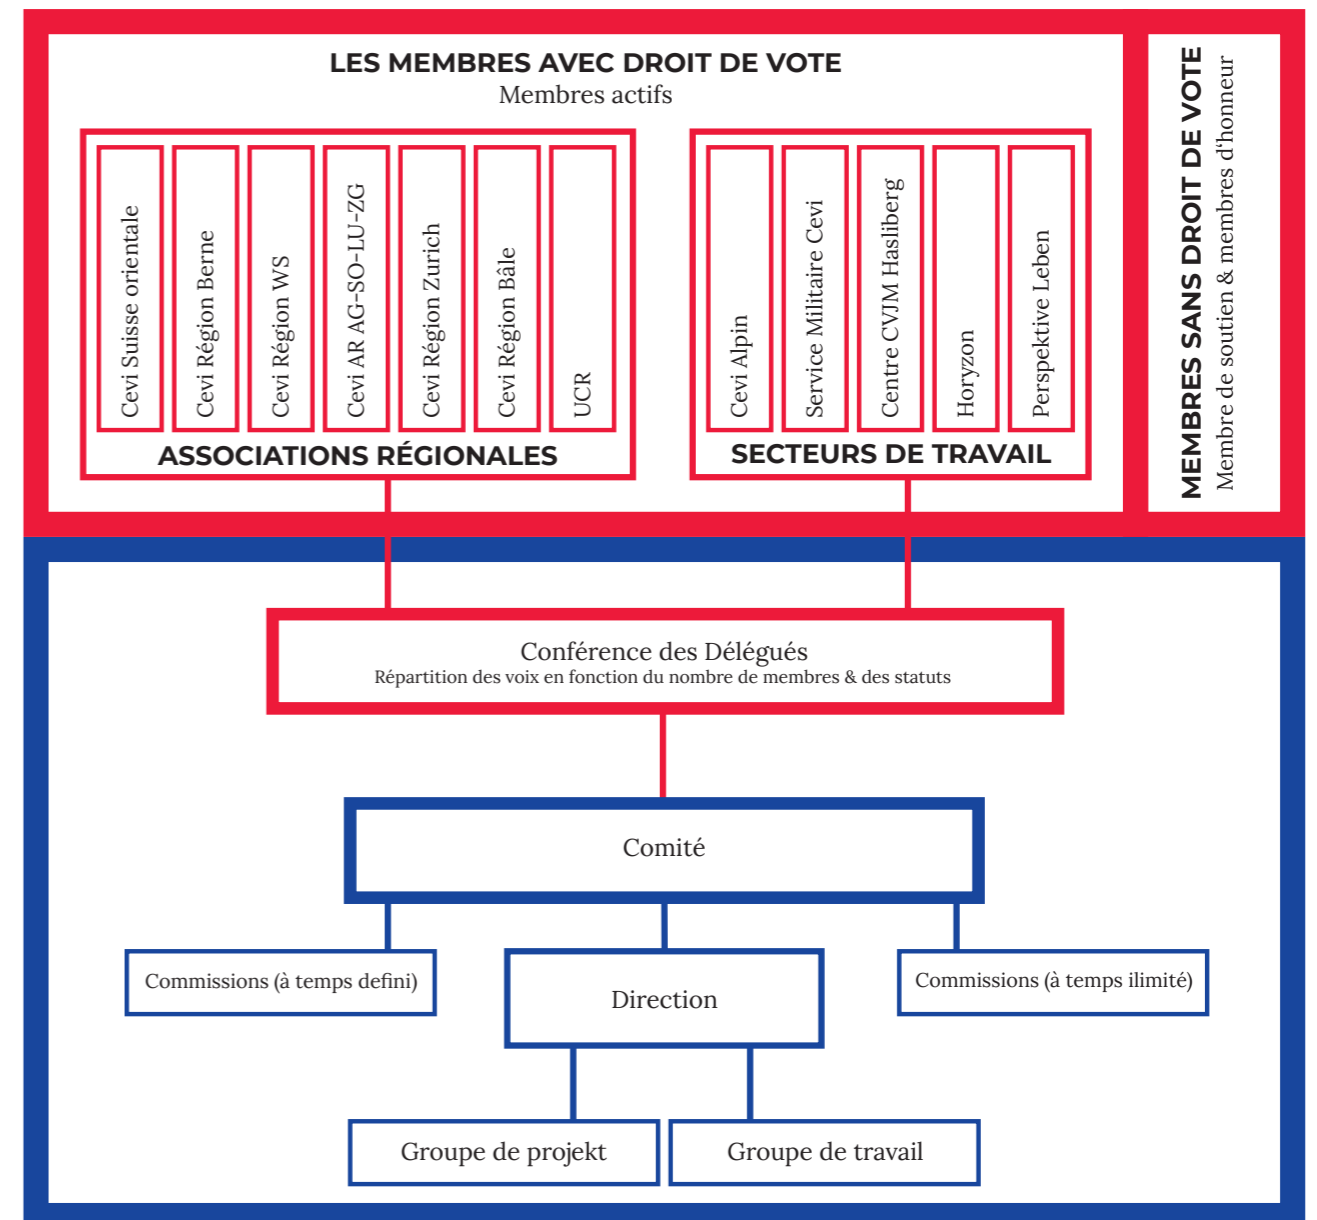 LES MEMBRES AVEC DROIT DE VOTE
Membres actifs
Cevi Suisse orientale
Cevi Région Berne
Cevi Région WS
Cevi AR AG-SO-LU-ZG
Cevi Région Zurich
Cevi Région Bâle
UCR
ASSOCIATIONS RÉGIONALES
Cevi Alpin
Service Militaire Cevi
Centre CVJM Hasliberg
Horyzon
Perspektive Leben
SECTEURS DE TRAVAIL
MEMBRES SANS DROIT DE VOTE
Membre de soutien & membres d'honneur
Conférence des Délégués
Répartition des voix en fonction du nombre de membres & des statuts
Comité
Commissions (à temps defini)
Direction
Commissions (à temps ilimité)
Groupe de projekt
Groupe de travail